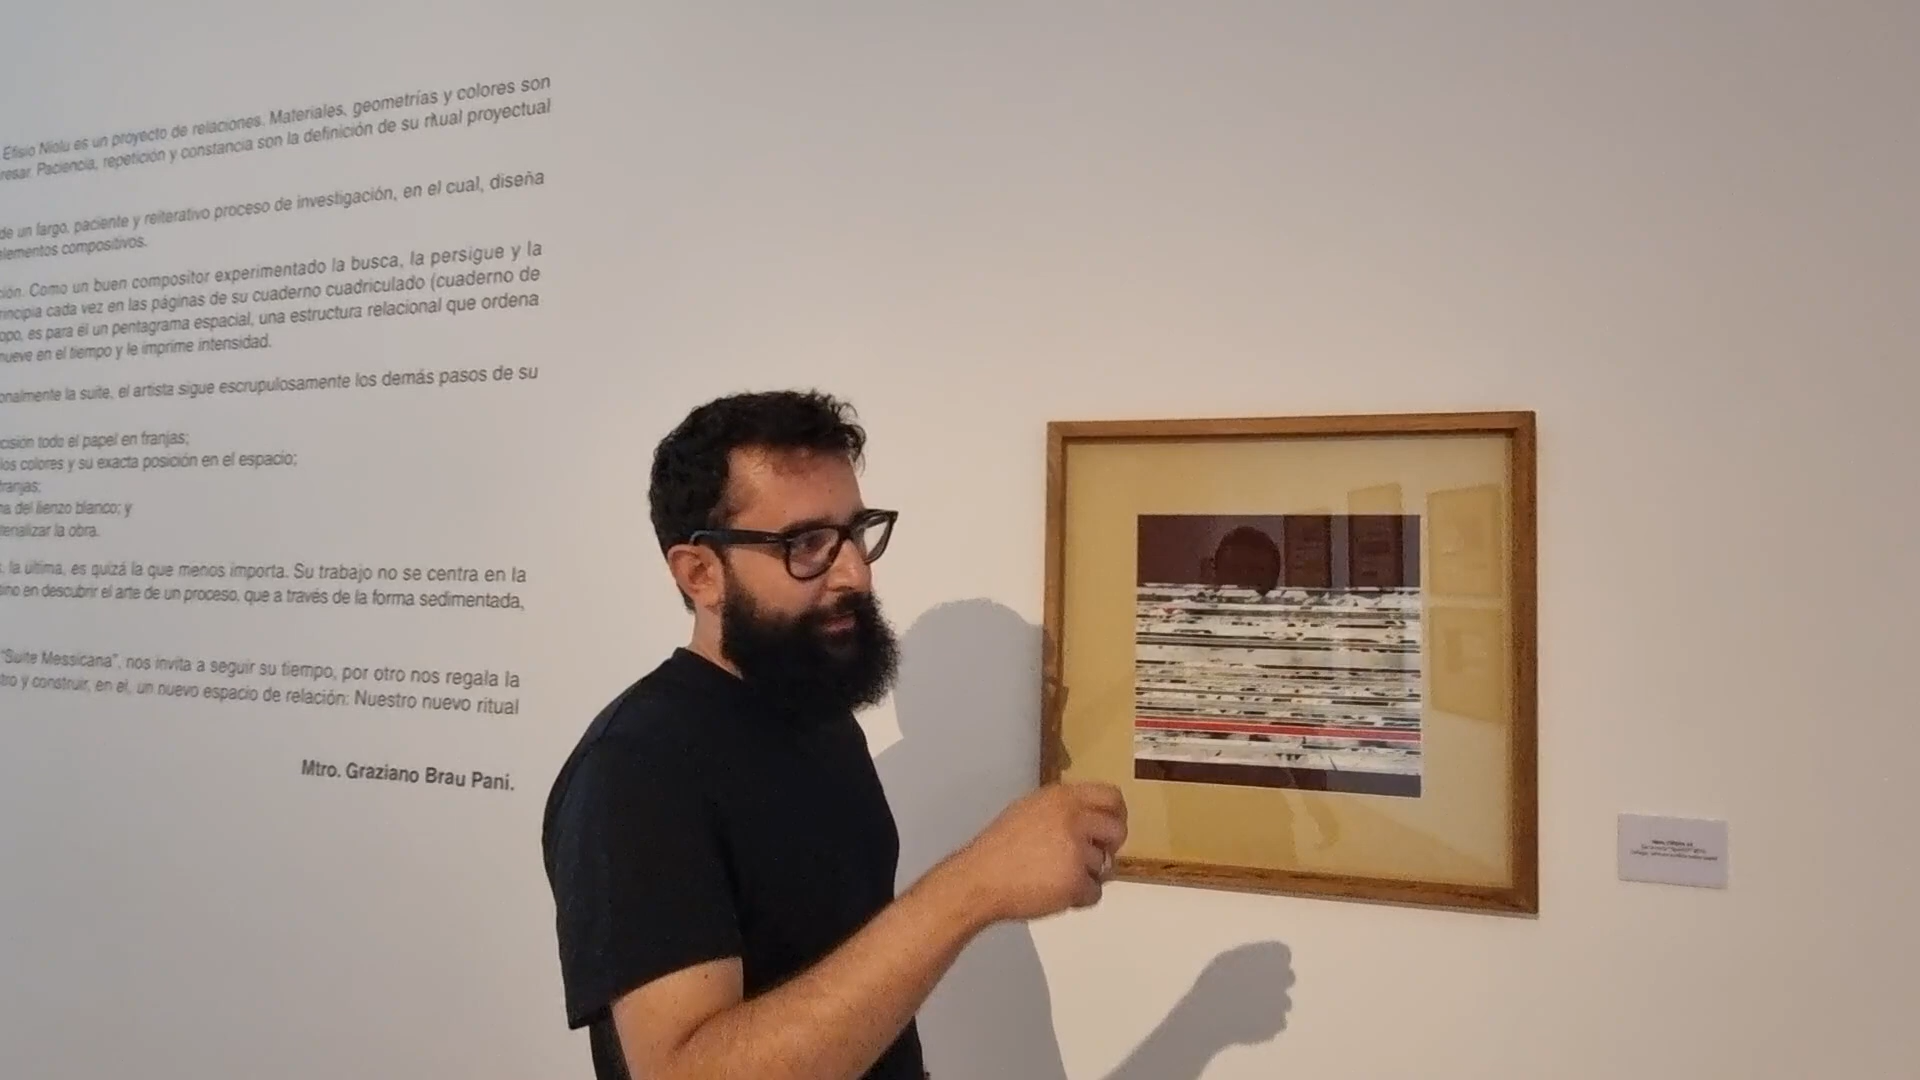 Efisio Niolu es un proyecto de relaciones. Materiales, geometrías y colores son
resar. Paciencia, repetición y constancia son la definición de su ritual proyectual
de un largo, paciente y reiterativo proceso de investigación, en el cual, diseña
elementos compositivos.
ción. Como un buen compositor experimentado la busca, la persigue y la
rincipia cada vez en las páginas de su cuaderno cuadriculado (cuaderno de
opo, es para él un pentagrama espacial, una estructura relacional que ordena
nueve en el tiempo y le imprime intensidad.
onalmente la suite, el artista sigue escrupulosamente los demás pasos de su
cisión todo el papel en franjas;
los colores y su exacta posición en el espacio;
franjas;
na del lienzo blanco; y
terializar la obra.
s, la última, es quizá la que menos importa. Su trabajo no se centra en la
sino en descubrir el arte de un proceso, que a través de la forma sedimentada,
"Suite Messicana", nos invita a seguir su tiempo, por otro nos regala la
tro y construir, en el, un nuevo espacio de relación: Nuestro nuevo ritual
Mtro. Graziano Brau Pani.